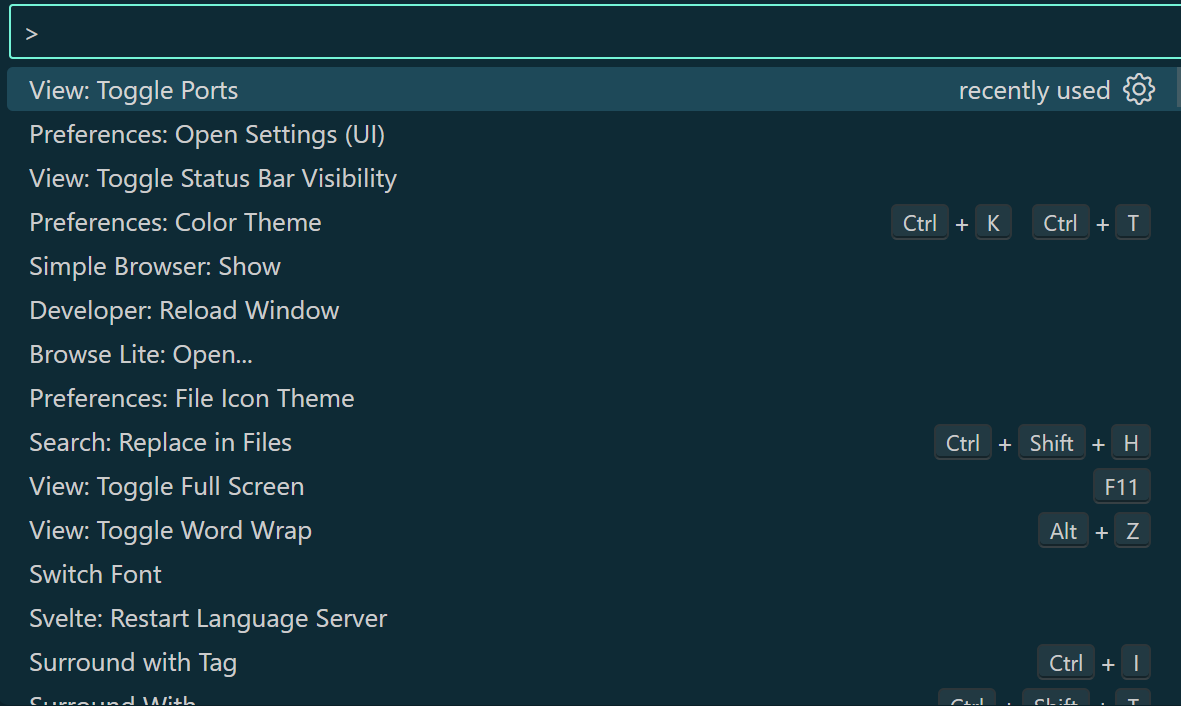 >
View: Toggle Ports recently used
Preferences: Open Settings (UI)
View: Toggle Status Bar Visibility
Preferences: Color Theme Ctrl + K Ctrl + T
Simple Browser: Show
Developer: Reload Window
Browse Lite: Open...
Preferences: File Icon Theme
Search: Replace in Files Ctrl + Shift + H
View: Toggle Full Screen F11
View: Toggle Word Wrap Alt + Z
Switch Font
Svelte: Restart Language Server
Surround with Tag Ctrl + I
Surround With Ctrl + Shift + T